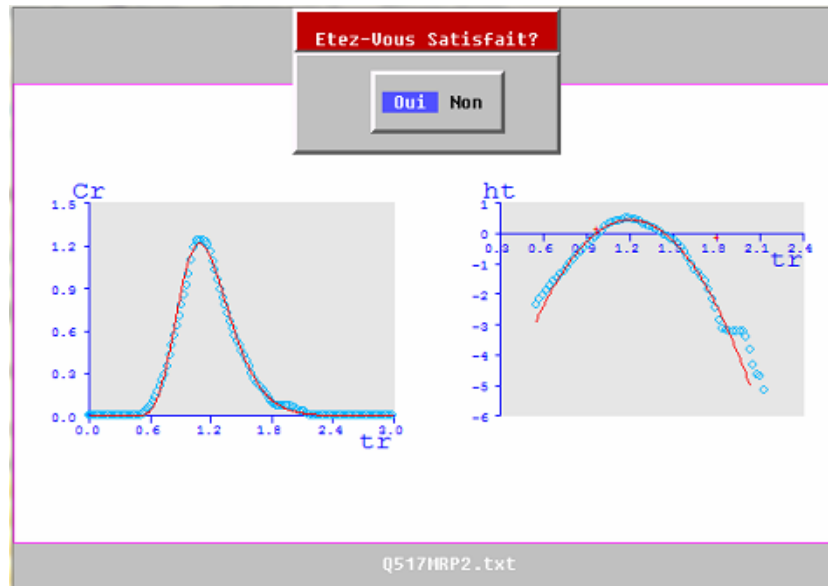 Etez-Vous Satisfait?
Oui Non
Cr
1.5
1.2
0.9
0.6
0.3
0.0
0.0 0.6 1.2 1.8 2.4 3.0
tr
ht
1
0
-1
-2
-3
-4
-5
-6
0.3 0.6 0.9 1.2 1.5 1.8 2.1 2.4
tr
Q517MRP2.txt